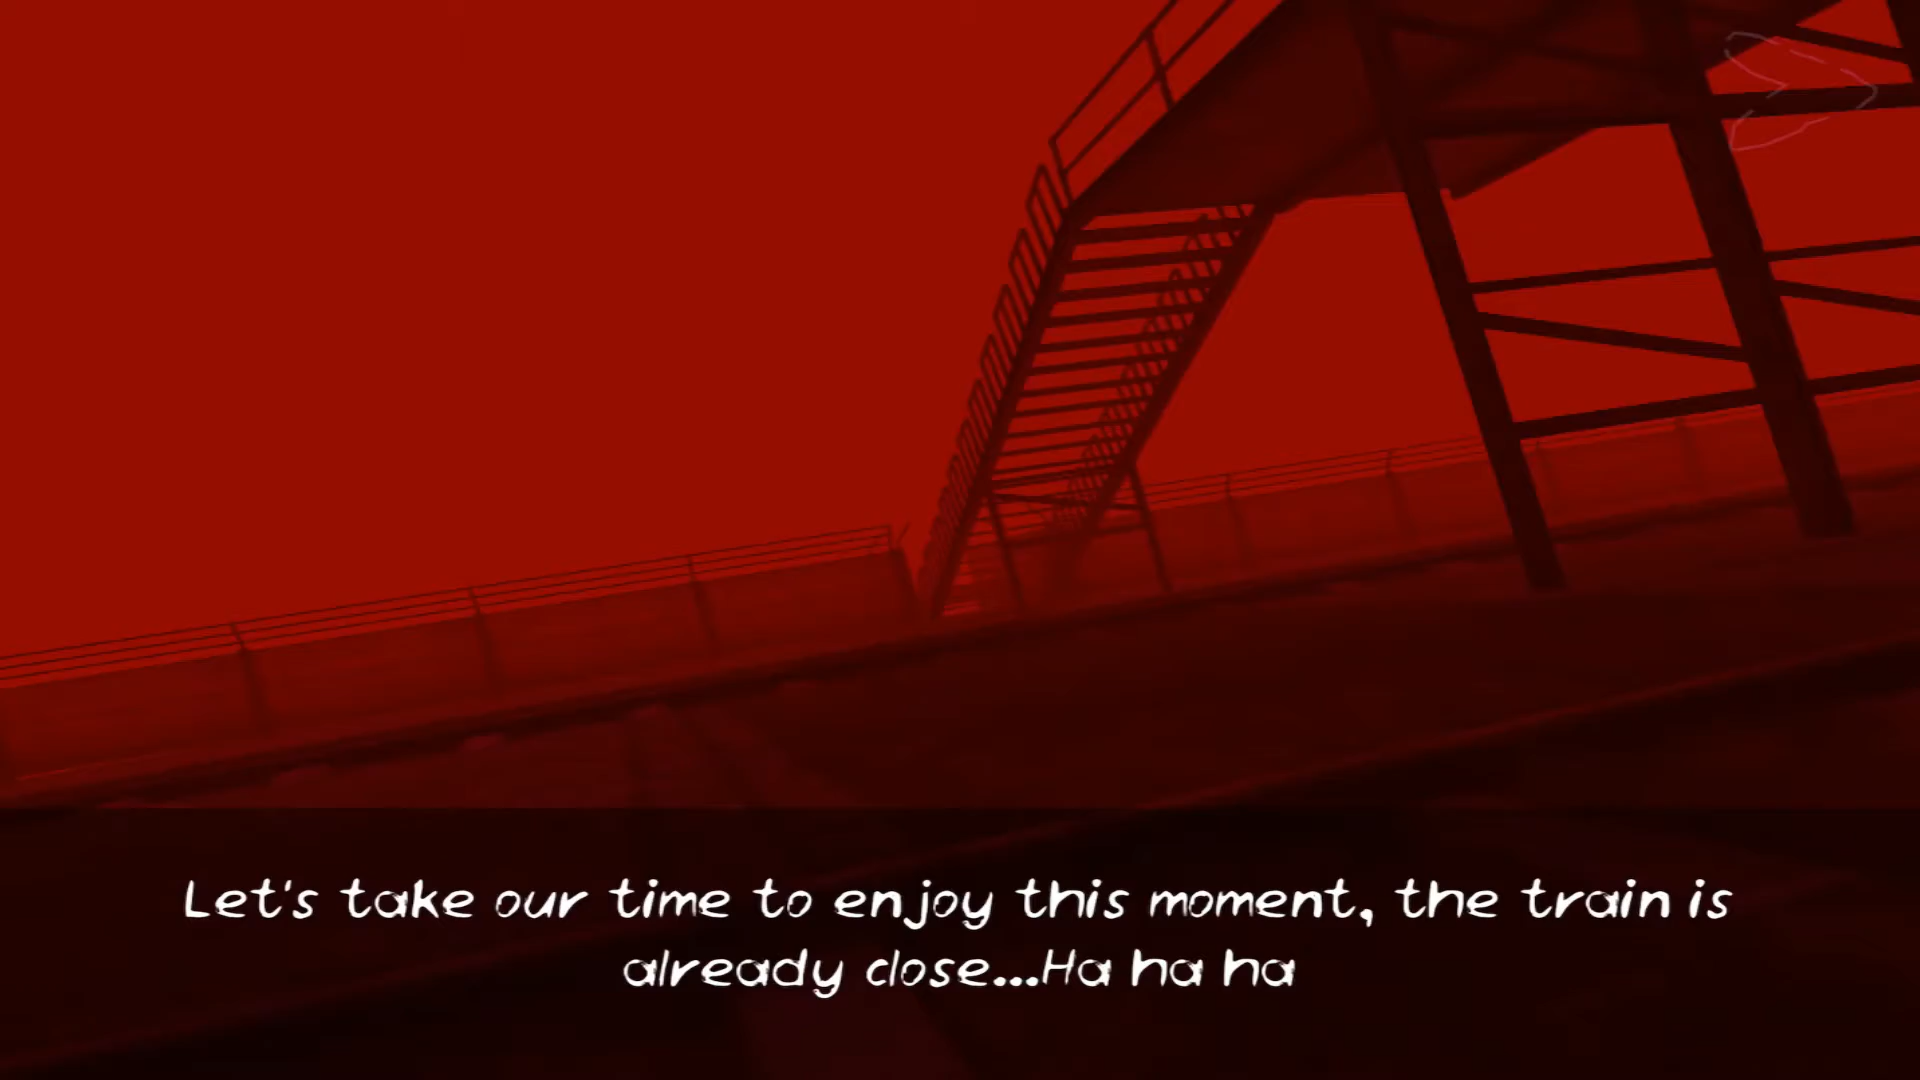 Let's take our time to enjoy this moment, the train is
already close...Ha ha ha